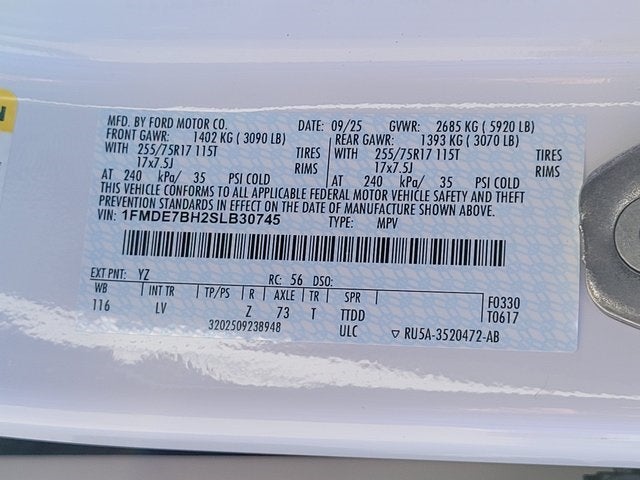 MFD. BY FORD MOTOR CO. DATE: 09/25 GVWR: 2685 KG ( 5920 LB)
FRONT GAWR: 1402 KG ( 3090 LB) REAR GAWR: 1393 KG ( 3070 LB)
WITH 255/75R17 115T TIRES WITH 255/75R17 115T TIRES
17x7.5J RIMS 17x7.5J RIMS
AT 240 kPa/ 35 PSI COLD AT 240 kPa/ 35 PSI COLD
THIS VEHICLE CONFORMS TO ALL APPLICABLE FEDERAL MOTOR VEHICLE SAFETY AND THEFT
PREVENTION STANDARDS IN EFFECT ON THE DATE OF MANUFACTURE SHOWN ABOVE.
VIN: 1FMDE7BH2SLB30745 TYPE: MPV
EXT PNT: YZ RC: 56 DSO:
WB INT TR TP/PS R AXLE TR SPR F0330
116 LV Z 73 T TTDD T0617
3202509238948 ULC ▽ RU5A-3520472-AB